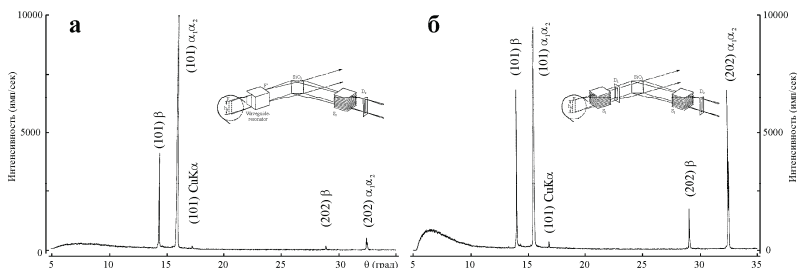 а
Интенсивность (имп/сек)
10000
5000
0
(101) β
(101) α₁α₂
(101) CuKα
(202) β
(202) α₁α₂
Waveguide-
resonator
SiO₂
5
15
20
25
30
θ (град)
б
(101) β
(101) α₁α₂
(101) CuKα
(202) β
(202) α₁α₂
SiO₂
5
10
15
20
25
30
35
10000
5000
0
Интенсивность (имп/сек)